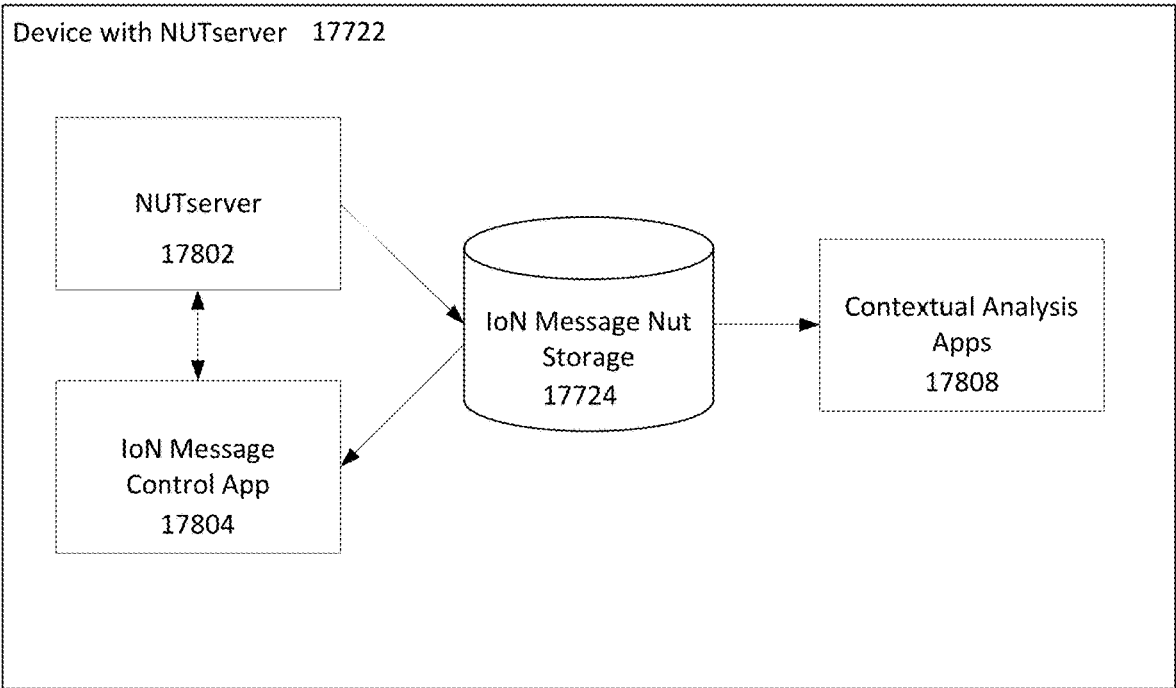 Device with NUTserver 17722
NUTserver
17802
IoN Message Nut
Storage
17724
Contextual Analysis
Apps
17808
IoN Message
Control App
17804